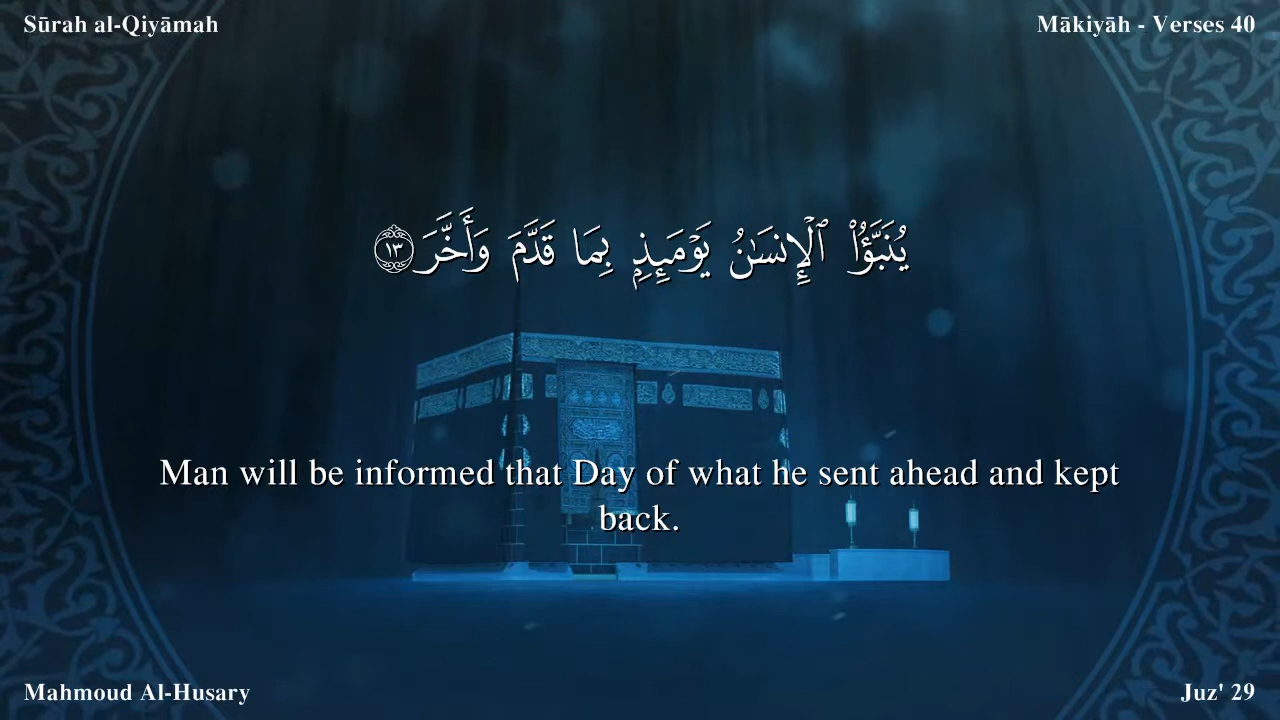 Sūrah al-Qiyāmah
Mākiyāh - Verses 40
يُنَبَّؤُا۟ ٱلْإِنسَـٰنُ يَوْمَئِذٍۭ بِمَا قَدَّمَ وَأَخَّرَ ١٣
Man will be informed that Day of what he sent ahead and kept
back.
Mahmoud Al-Husary
Juz' 29